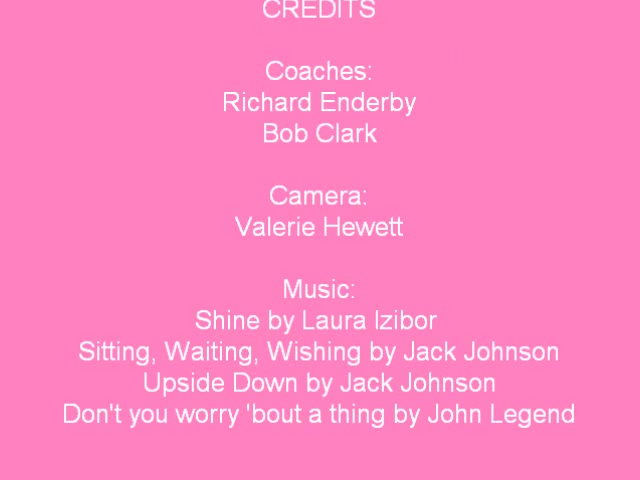 CREDITS
Coaches:
Richard Enderby
Bob Clark
Camera:
Valerie Hewett
Music:
Shine by Laura Izibor
Sitting, Waiting, Wishing by Jack Johnson
Upside Down by Jack Johnson
Don't you worry 'bout a thing by John Legend